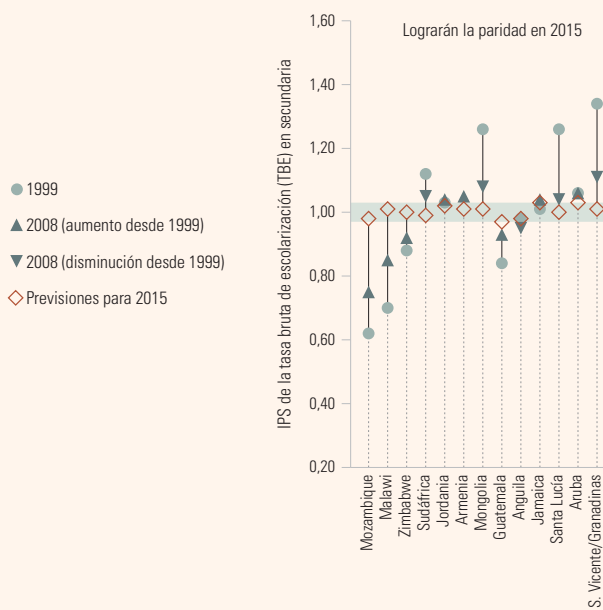 1999
2008 (aumento desde 1999)
2008 (disminución desde 1999)
Previsiones para 2015
IPS de la tasa bruta de escolarización (TBE) en secundaria
Lograrán la paridad en 2015
1,60
1,40
1,20
1,00
0,80
0,60
0,40
0,20
Mozambique
Malawi
Zimbabwe
Sudáfrica
Jordania
Armenia
Mongolia
Guatemala
Anguila
Jamaica
Santa Lucía
Aruba
S. Vicente/Granadinas